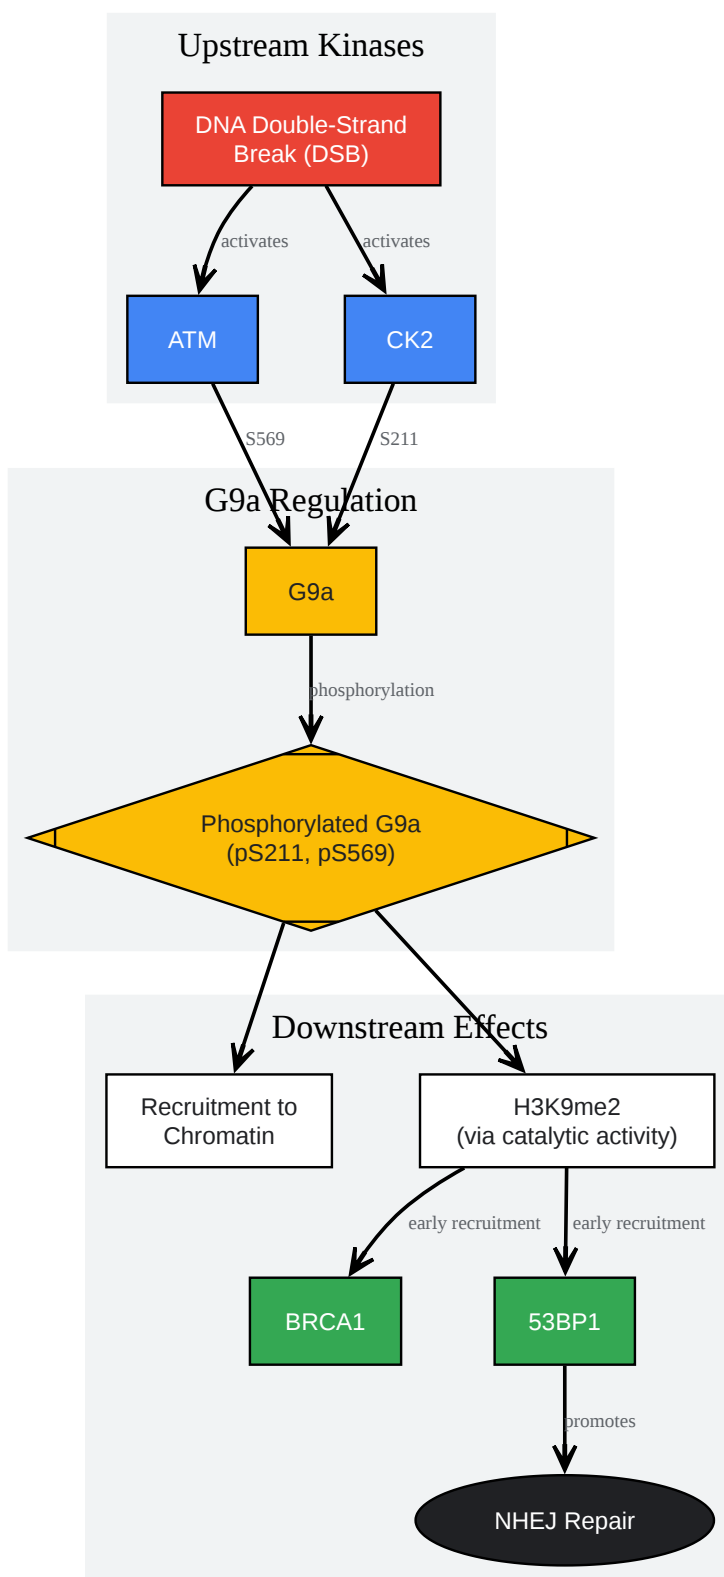 Upstream Kinases
DNA Double-Strand
Break (DSB)
activates
activates
ATM
CK2
S569
S211
G9a Regulation
G9a
phosphorylation
Phosphorylated G9a
(pS211, pS569)
Downstream Effects
Recruitment to
Chromatin
H3K9me2
(via catalytic activity)
early recruitment
early recruitment
BRCA1
53BP1
promotes
NHEJ Repair